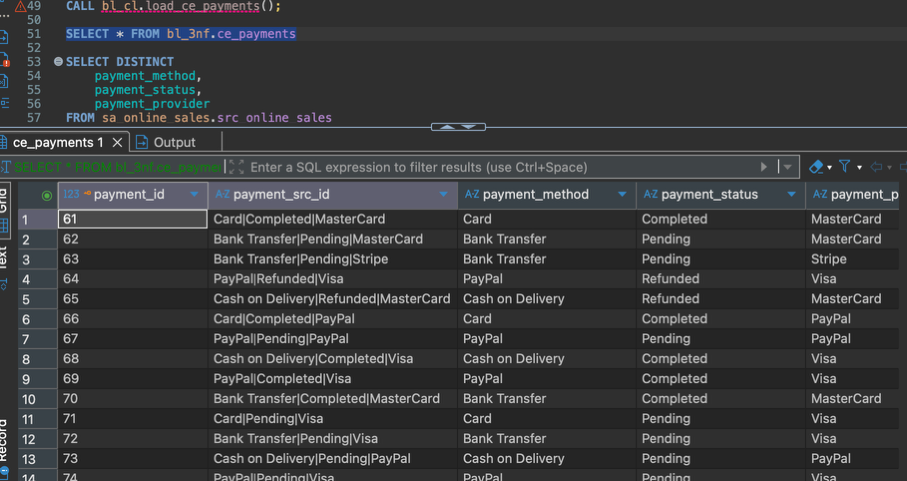 49 CALL bl_cl.load_ce_payments();
50
51 SELECT * FROM bl_3nf.ce_payments
52
53 SELECT DISTINCT
54 payment_method,
55 payment_status,
56 payment_provider
57 FROM sa_online_sales.src_online_sales
ce_payments 1 Output
SELECT * FROM bl_3nf.ce_paymen Enter a SQL expression to filter results (use Ctrl+Space)
Grid
Text
Record
123 payment_id A-Z payment_src_id A-Z payment_method A-Z payment_status A-Z payment_p
1 61 Card|Completed|MasterCard Card Completed MasterCard
2 62 Bank Transfer|Pending|MasterCard Bank Transfer Pending MasterCard
3 63 Bank Transfer|Pending|Stripe Bank Transfer Pending Stripe
4 64 PayPal|Refunded|Visa PayPal Refunded Visa
5 65 Cash on Delivery|Refunded|MasterCard Cash on Delivery Refunded MasterCard
6 66 Card|Completed|PayPal Card Completed PayPal
7 67 PayPal|Pending|PayPal PayPal Pending PayPal
8 68 Cash on Delivery|Completed|Visa Cash on Delivery Completed Visa
9 69 PayPal|Completed|Visa PayPal Completed Visa
10 70 Bank Transfer|Completed|MasterCard Bank Transfer Completed MasterCard
11 71 Card|Pending|Visa Card Pending Visa
12 72 Bank Transfer|Pending|Visa Bank Transfer Pending Visa
13 73 Cash on Delivery|Pending|PayPal Cash on Delivery Pending PayPal
14 74 PayPal|Pending|Visa PayPal Pending Visa